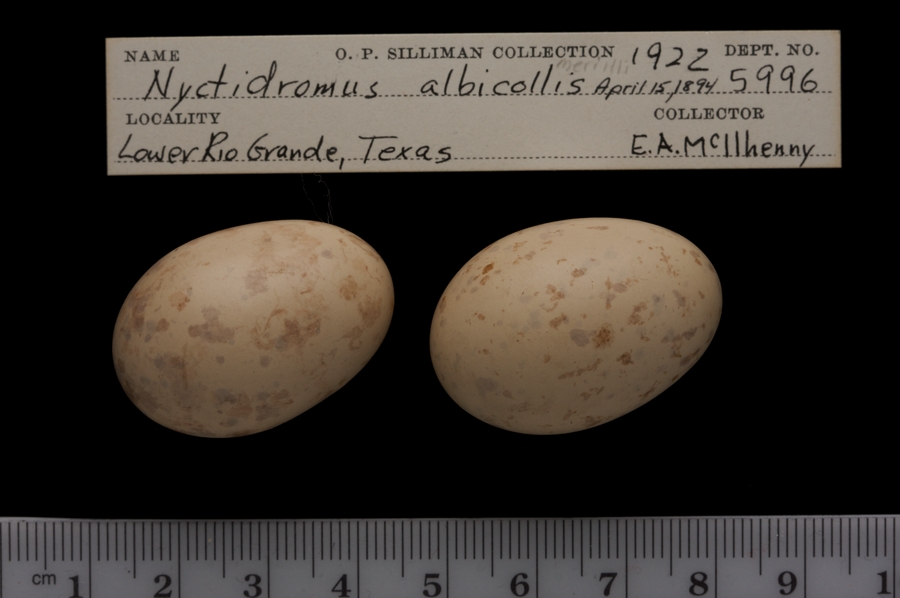 NAME O. P. SILLIMAN COLLECTION 1922 DEPT. NO.
merrilli
Nyctidromus albicollis April 15, 1894 5996
LOCALITY COLLECTOR
Lower Rio Grande, Texas E.A. McIlhenny
cm 1 2 3 4 5 6 7 8 9 1